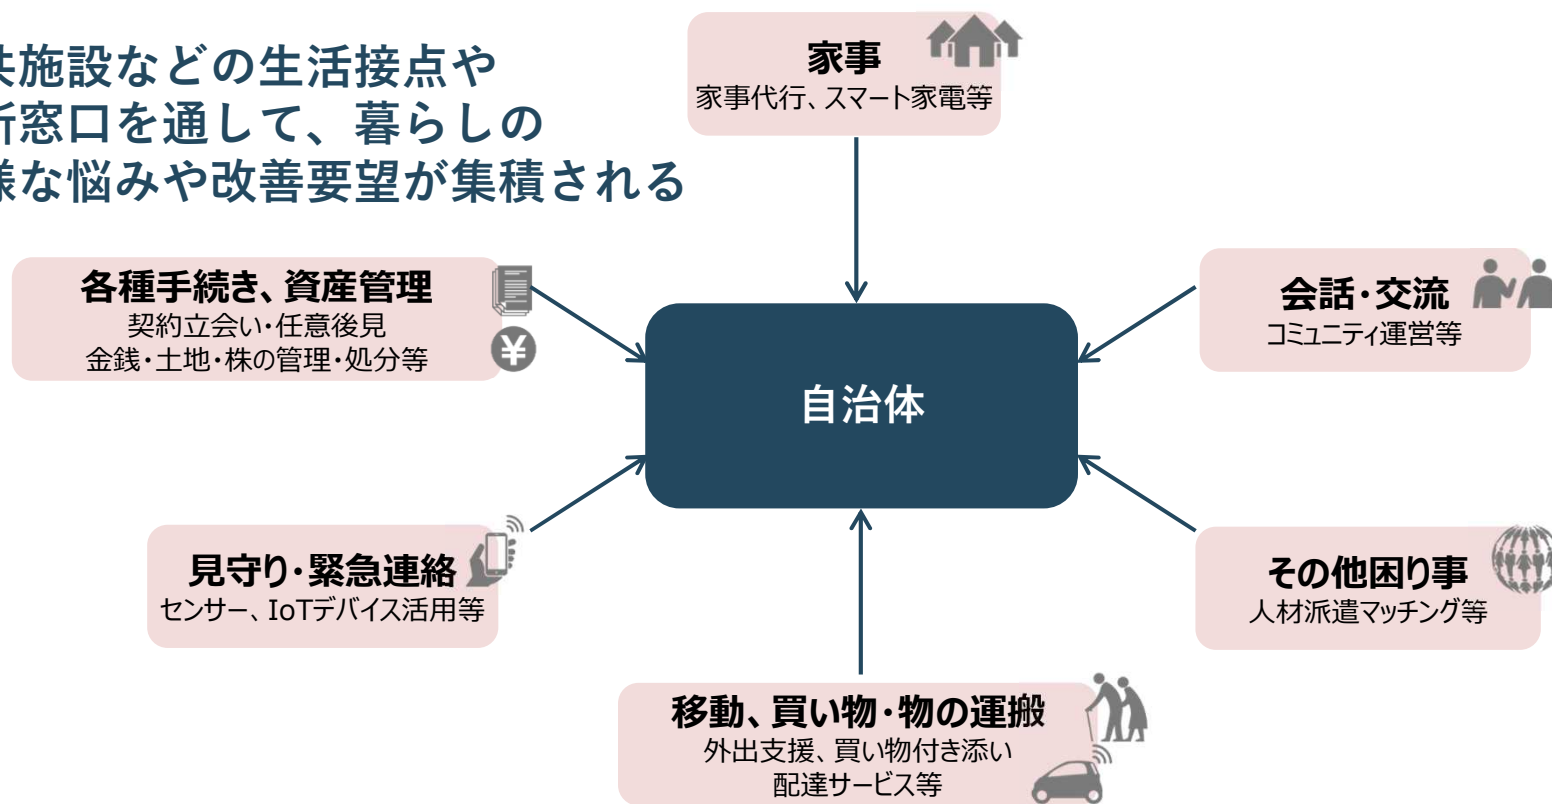 施設などの生活接点や
窓口を通して、暮らしの
な悩みや改善要望が集積される
家事
家事代行、スマート家電等
各種手続き、資産管理
契約立会い・任意後見
金銭・土地・株の管理・処分等
¥
会話・交流
コミュニティ運営等
自治体
見守り・緊急連絡
センサー、IoTデバイス活用等
その他困り事
人材派遣マッチング等
移動、買い物・物の運搬
外出支援、買い物付き添い
配達サービス等